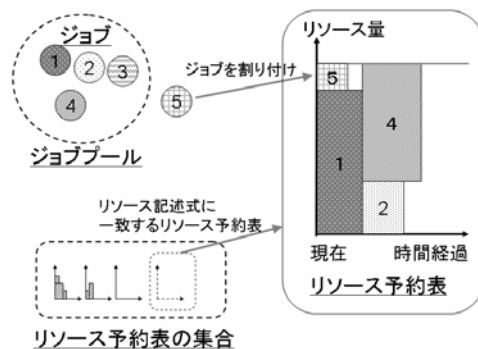 ジョブ
1
2
3
4
5
ジョブプール
ジョブを割り付け
リソース記述式に
一致するリソース予約表
リソース予約表の集合
リソース量
5
4
1
2
現在
時間経過
リソース予約表